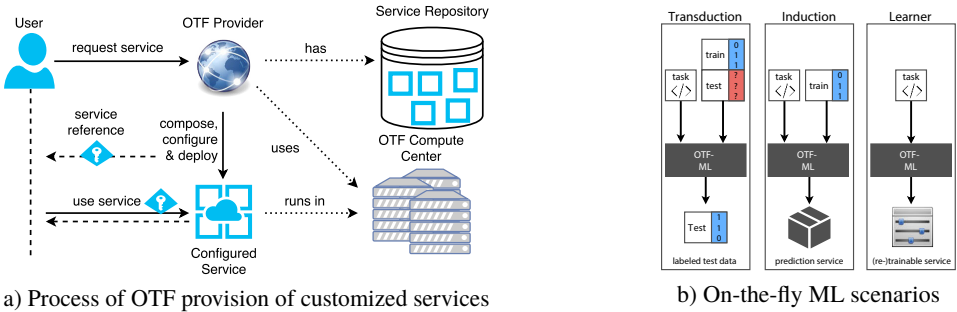 User
OTF Provider
Service Repository
request service
has
service
reference
compose,
configure
& deploy
uses
OTF Compute
Center
use service
runs in
Configured
Service
a) Process of OTF provision of customized services
Transduction
Induction
Learner
train
0
1
1
task
</>
test
?
?
?
task
</>
train
0
1
1
task
</>
OTF-
ML
OTF-
ML
OTF-
ML
Test
1
1
0
labeled test data
prediction service
(re-)trainable service
b) On-the-fly ML scenarios